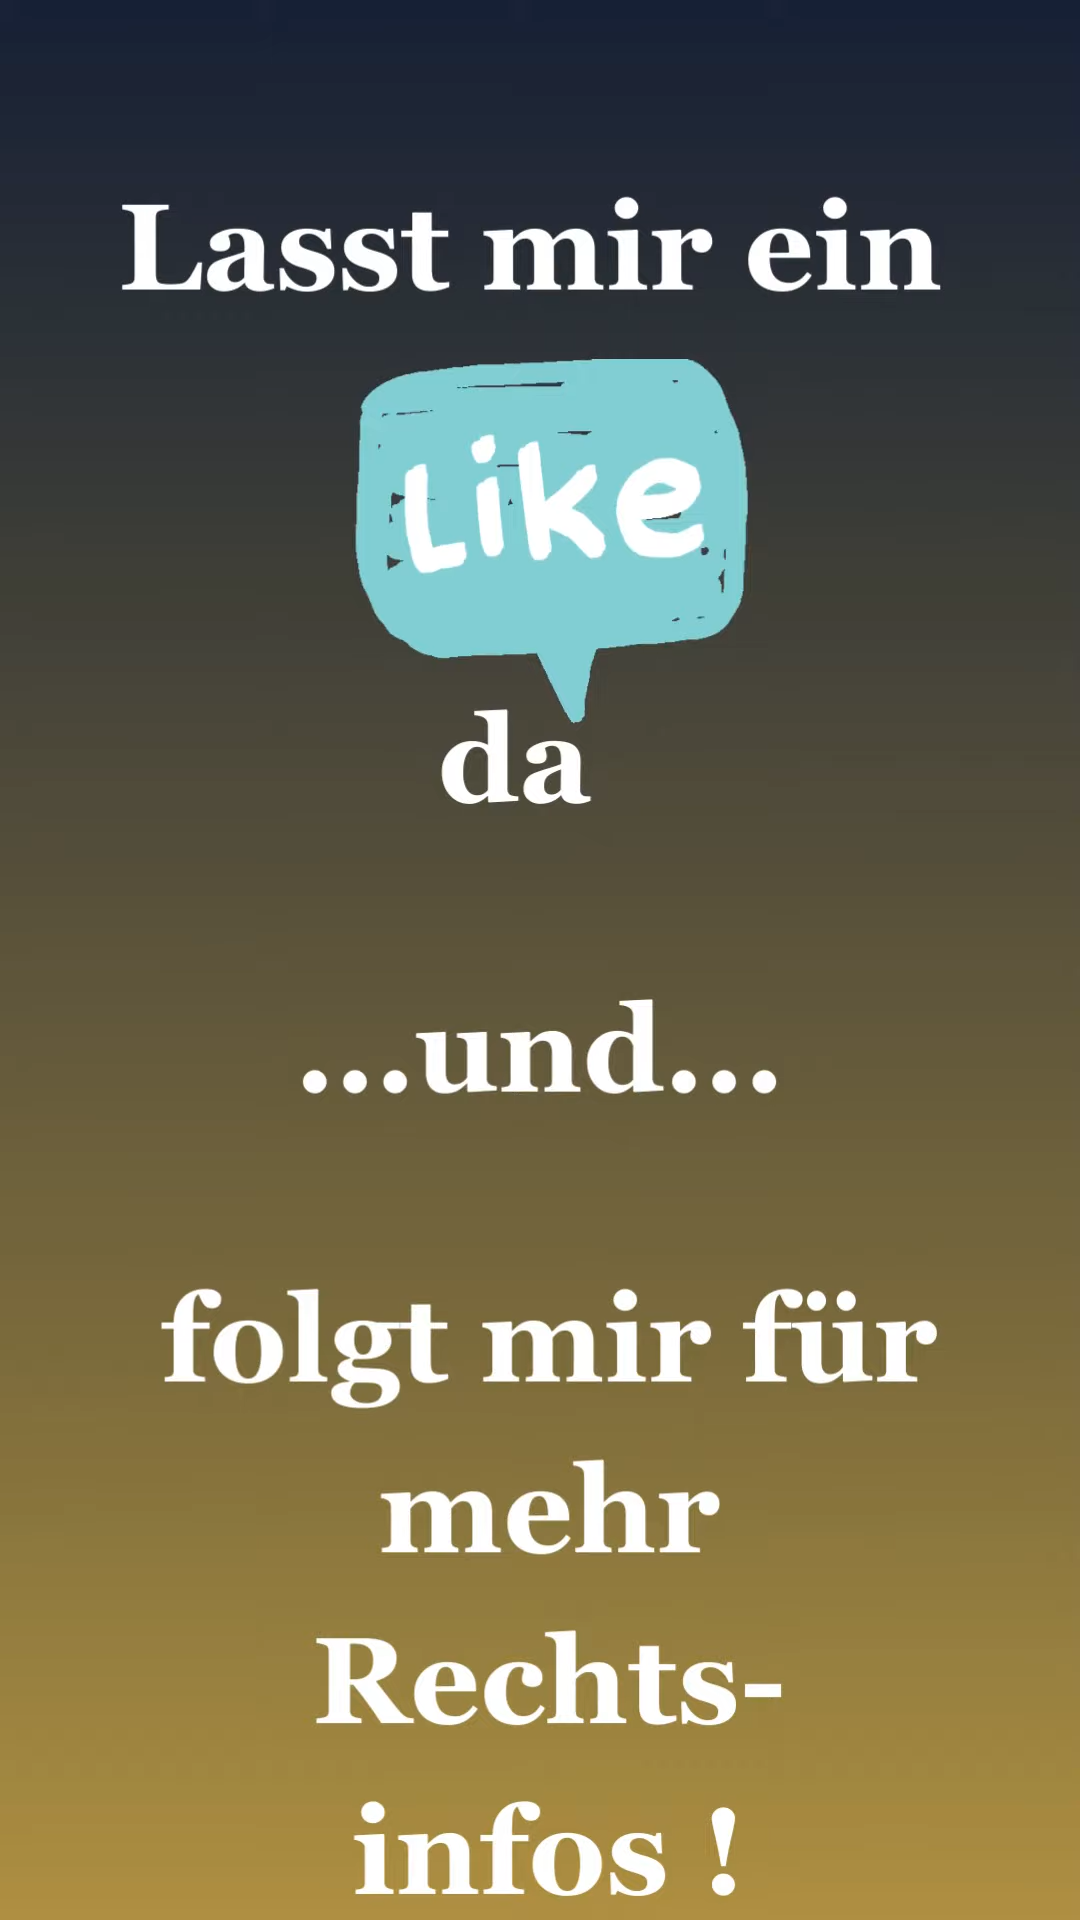 Lasst mir ein
Like
da
...und...
folgt mir für
mehr
Rechts-
infos !